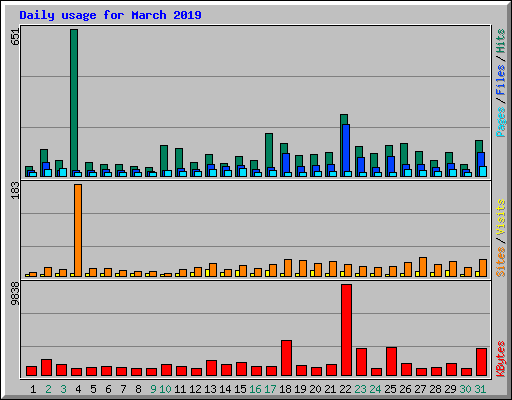 Daily usage for March 2019
651
Pages / Files / Hits
183
Sites / Visits
9838
KBytes
1 2 3 4 5 6 7 8 9 10 11 12 13 14 15 16 17 18 19 20 21 22 23 24 25 26 27 28 29 30 31